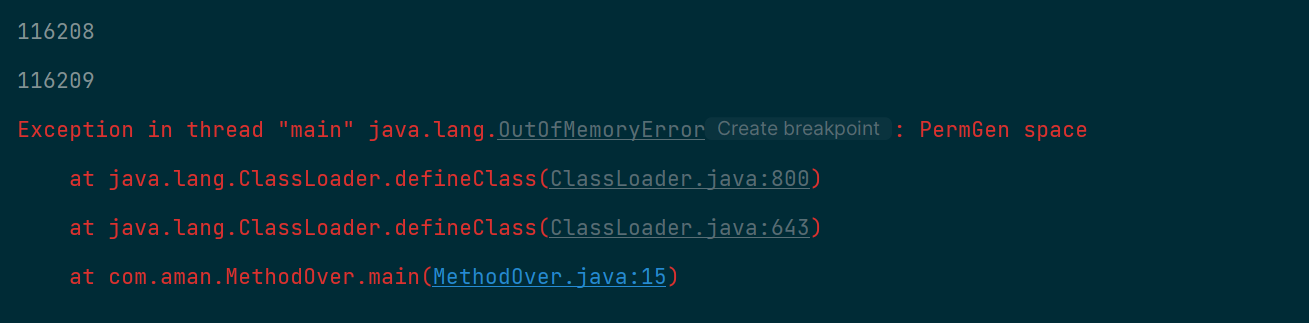 116208
116209
Exception in thread "main" java.lang.OutOfMemoryError Create breakpoint : PermGen space
at java.lang.ClassLoader.defineClass(ClassLoader.java:800)
at java.lang.ClassLoader.defineClass(ClassLoader.java:643)
at com.aman.MethodOver.main(MethodOver.java:15)